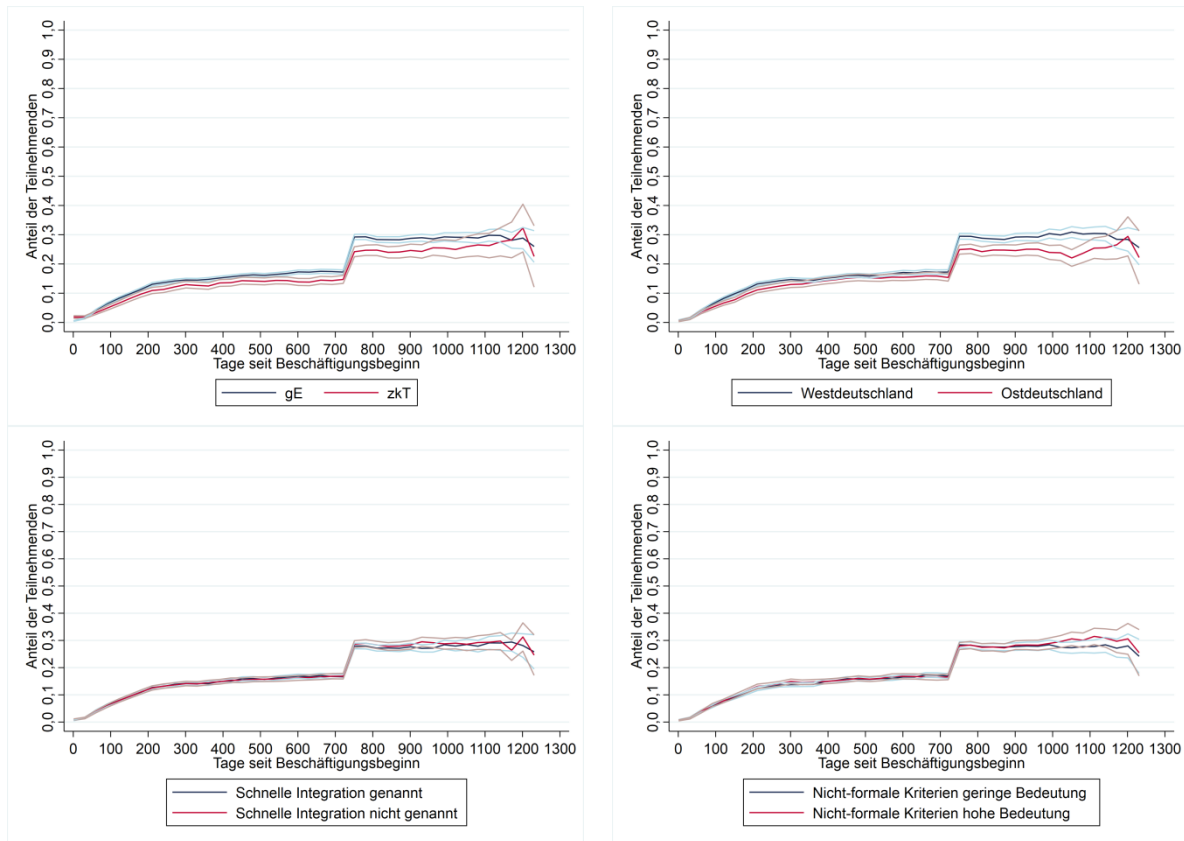 Anteil der Teilnehmenden
1,0
0,9
0,8
0,7
0,6
0,5
0,4
0,3
0,2
0,1
0,0
0 100 200 300 400 500 600 700 800 900 1000 1100 1200 1300
Tage seit Beschäftigungsbeginn
gE zkT
Anteil der Teilnehmenden
1,0
0,9
0,8
0,7
0,6
0,5
0,4
0,3
0,2
0,1
0,0
0 100 200 300 400 500 600 700 800 900 1000 1100 1200 1300
Tage seit Beschäftigungsbeginn
Westdeutschland Ostdeutschland
Anteil der Teilnehmenden
1,0
0,9
0,8
0,7
0,6
0,5
0,4
0,3
0,2
0,1
0,0
0 100 200 300 400 500 600 700 800 900 1000 1100 1200 1300
Tage seit Beschäftigungsbeginn
Schnelle Integration genannt
Schnelle Integration nicht genannt
Anteil der Teilnehmenden
1,0
0,9
0,8
0,7
0,6
0,5
0,4
0,3
0,2
0,1
0,0
0 100 200 300 400 500 600 700 800 900 1000 1100 1200 1300
Tage seit Beschäftigungsbeginn
Nicht-formale Kriterien geringe Bedeutung
Nicht-formale Kriterien hohe Bedeutung